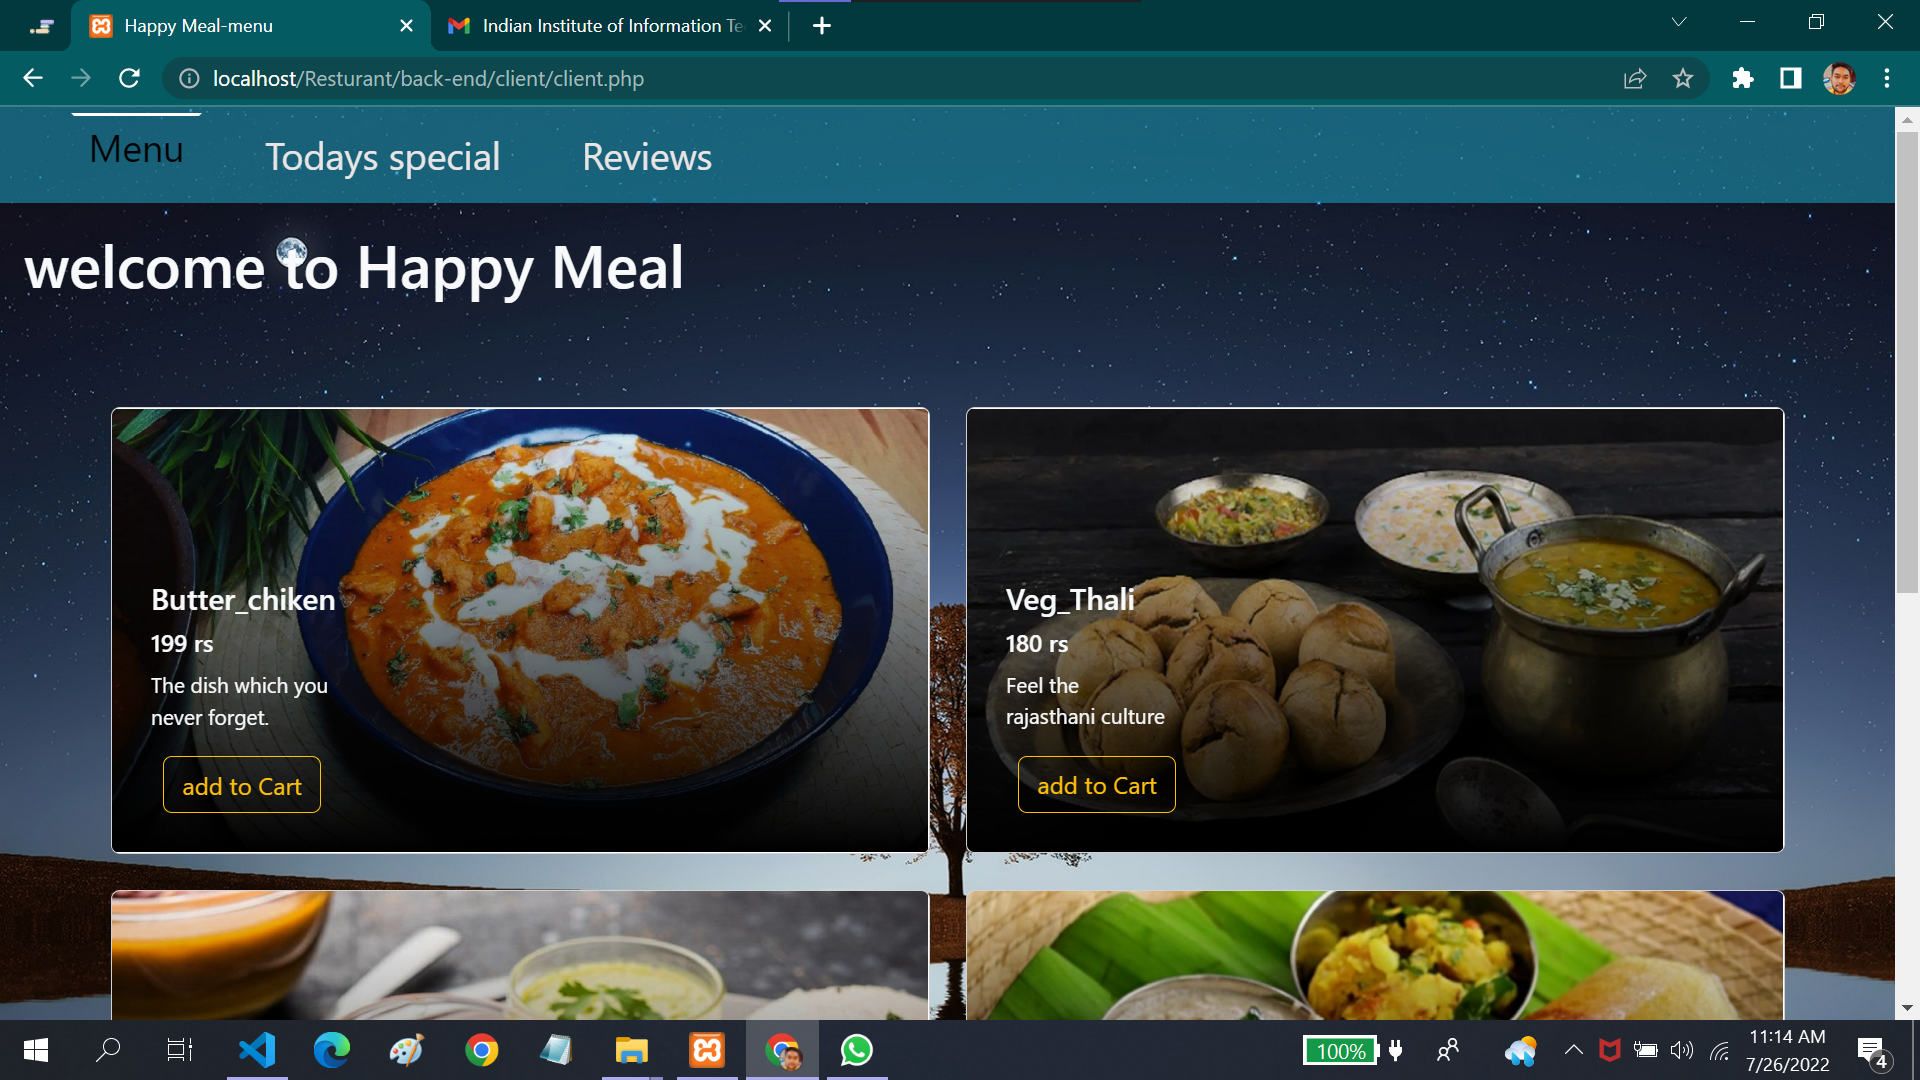 Happy Meal-menu
Indian Institute of Information Te
localhost/Resturant/back-end/client/client.php
Menu
Todays special
Reviews
welcome to Happy Meal
Butter_chiken
199 rs
The dish which you
never forget.
add to Cart
Veg_Thali
180 rs
Feel the
rajasthani culture
add to Cart
100%
11:14 AM
7/26/2022
4